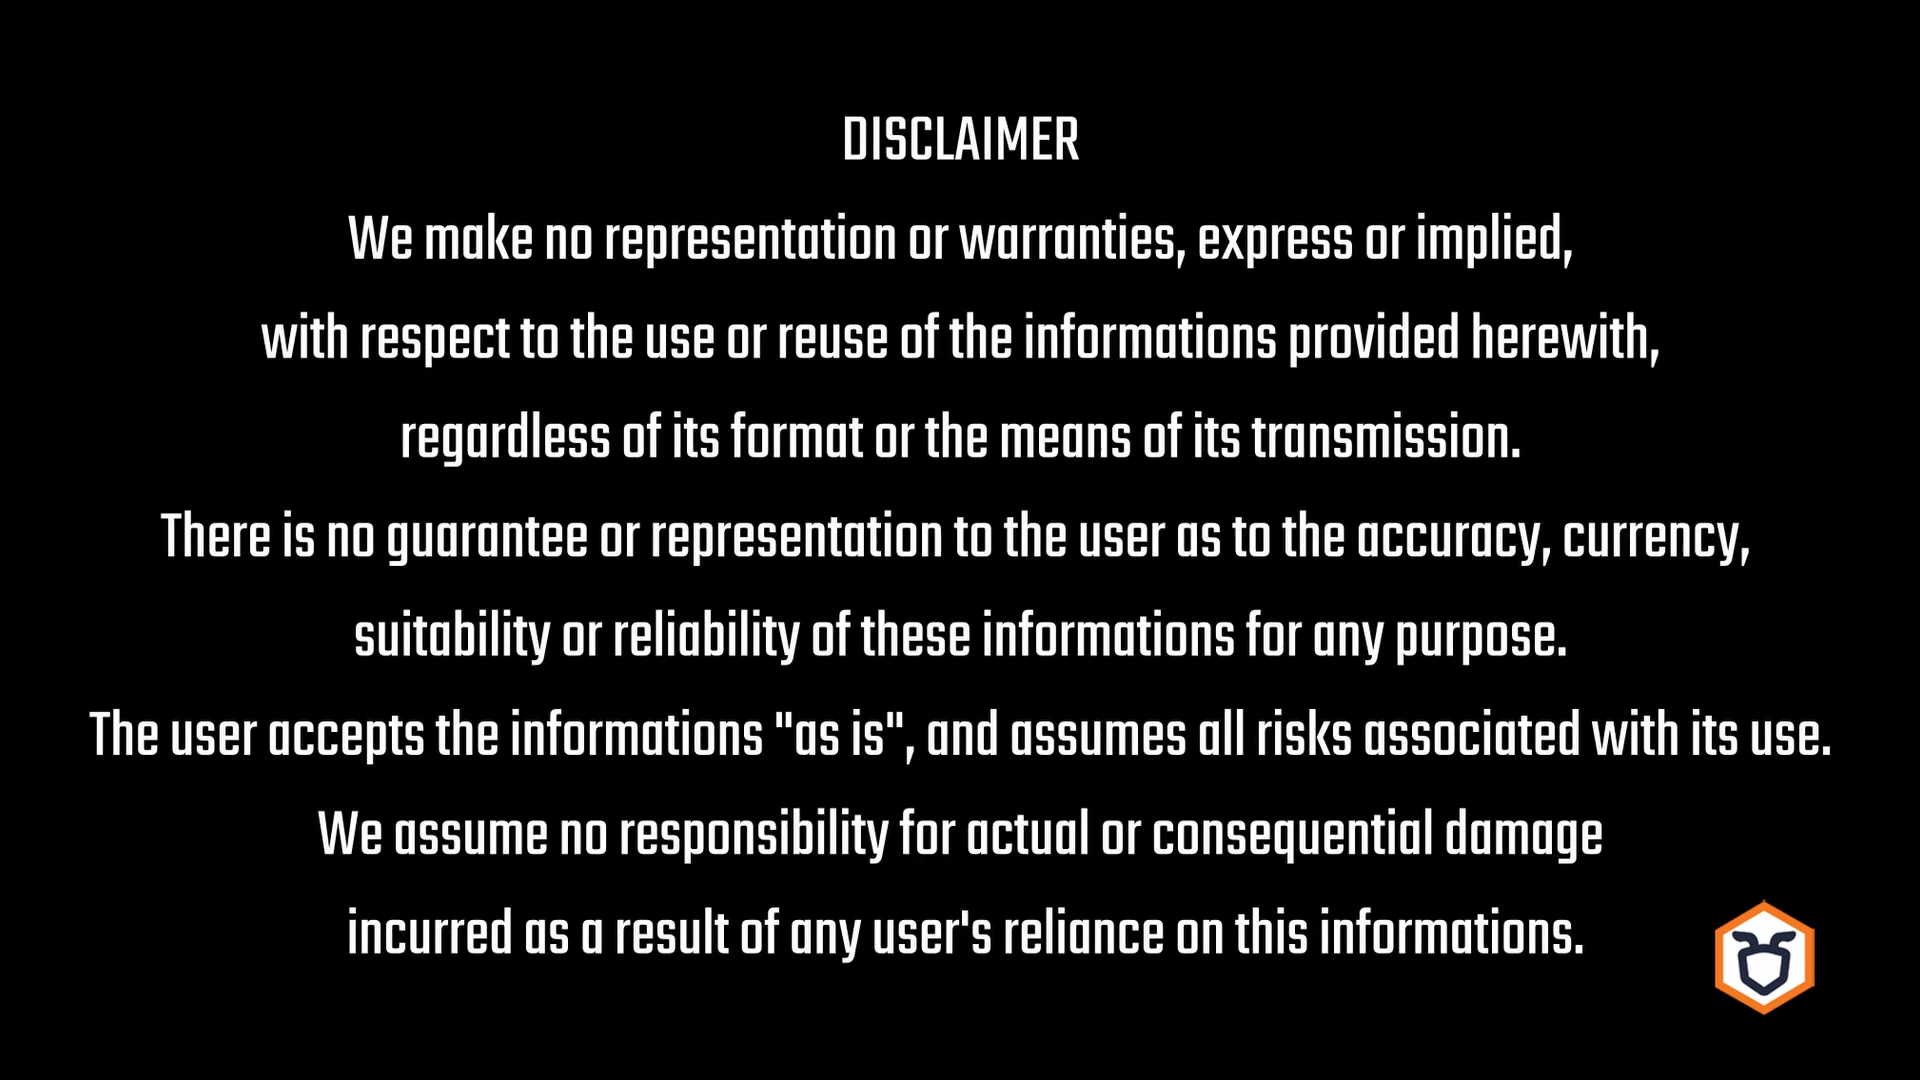 DISCLAIMER
We make no representation or warranties, express or implied,
with respect to the use or reuse of the informations provided herewith,
regardless of its format or the means of its transmission.
There is no guarantee or representation to the user as to the accuracy, currency,
suitability or reliability of these informations for any purpose.
The user accepts the informations "as is", and assumes all risks associated with its use.
We assume no responsibility for actual or consequential damage
incurred as a result of any user's reliance on this informations.